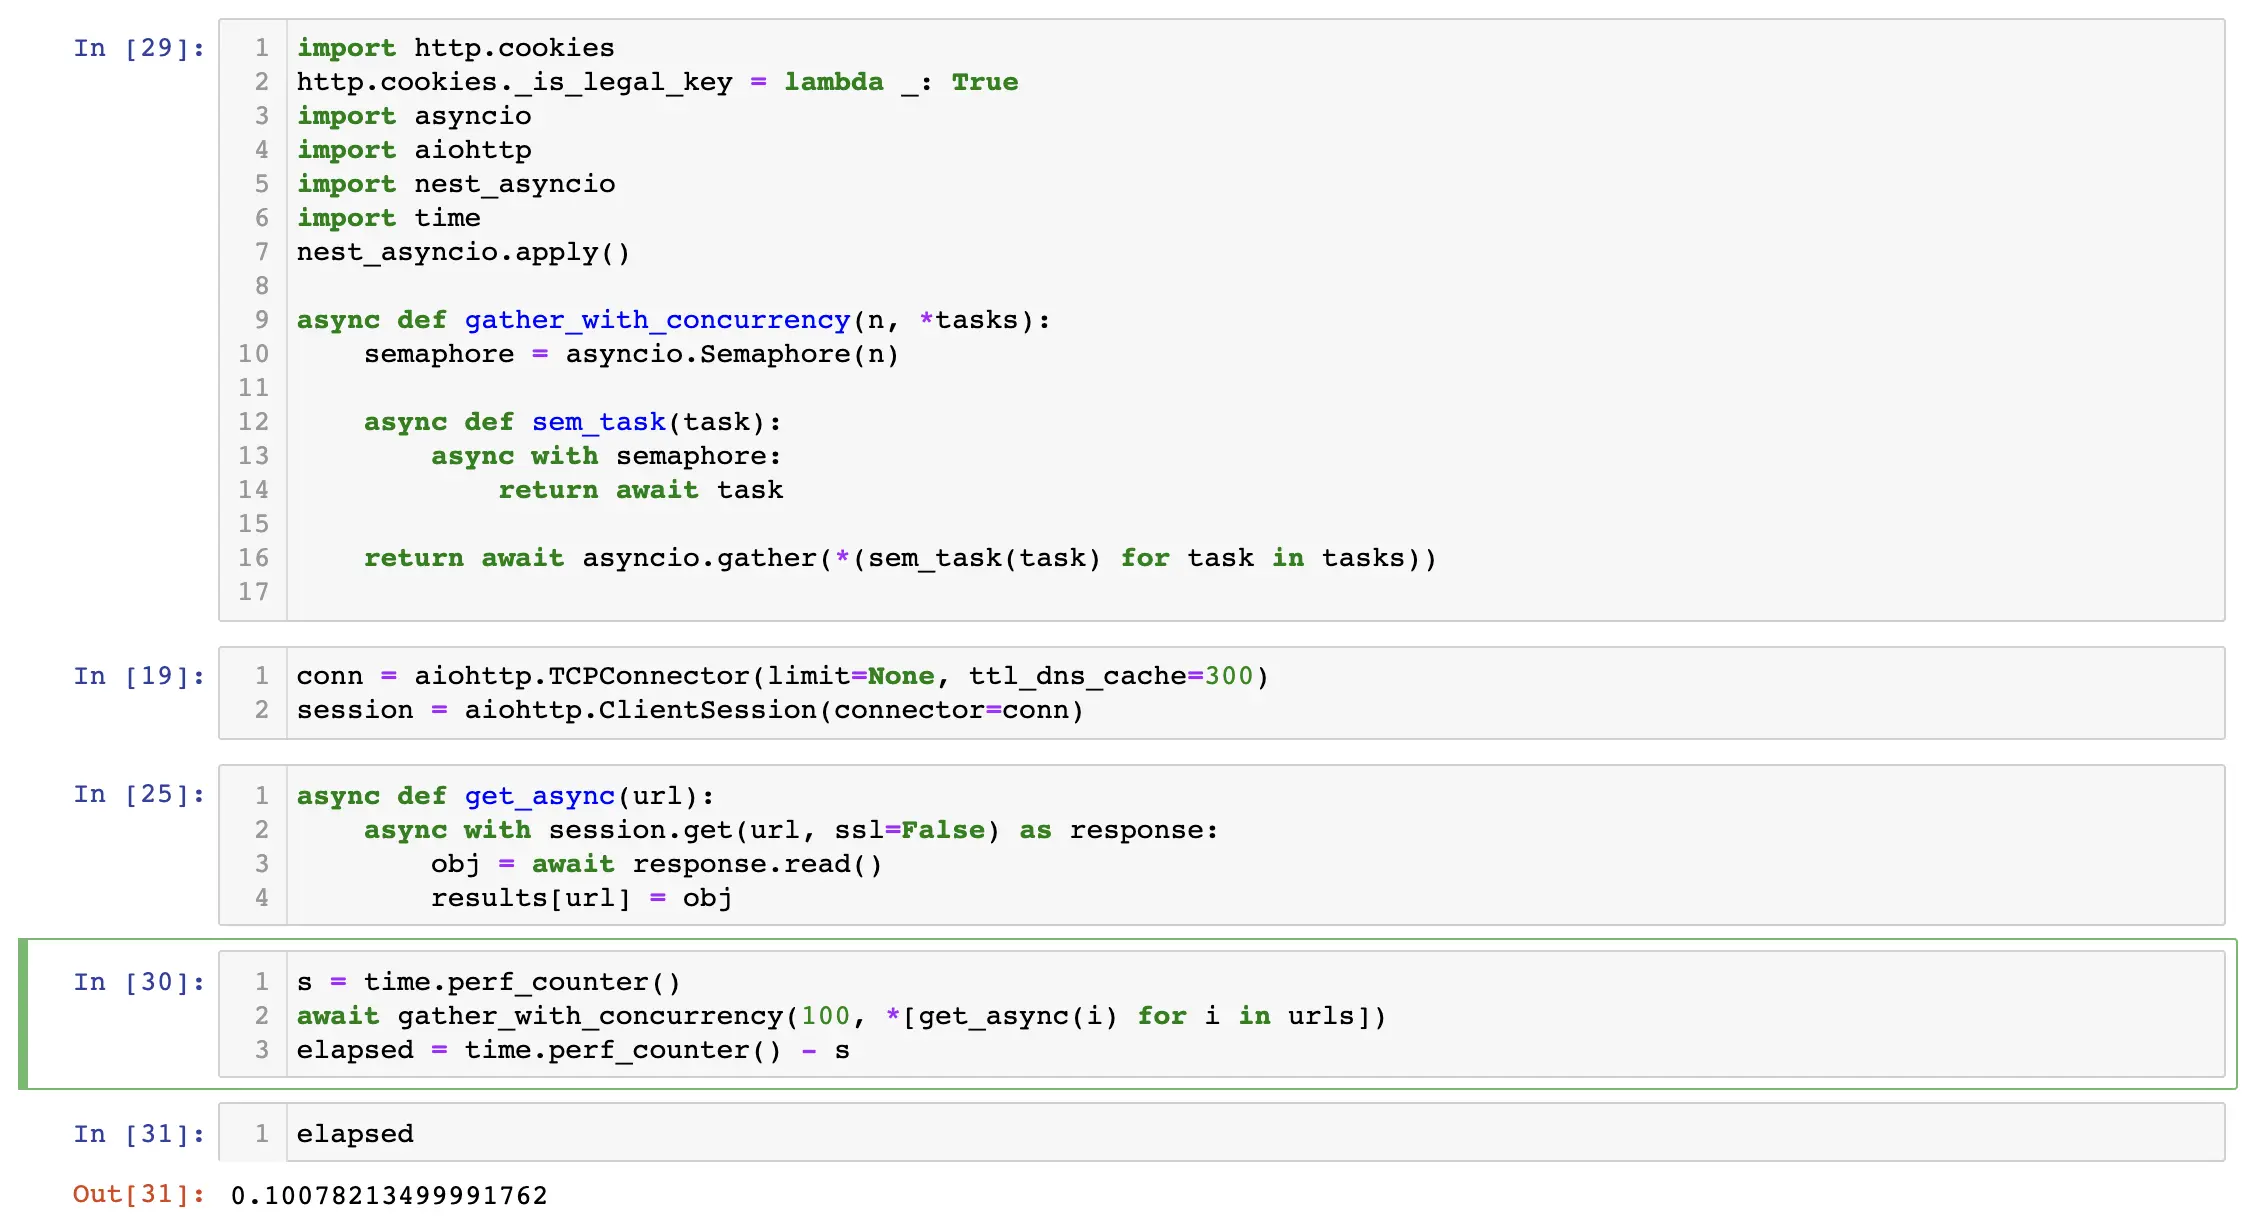 In [29]:
1 import http.cookies
2 http.cookies._is_legal_key = lambda _: True
3 import asyncio
4 import aiohttp
5 import nest_asyncio
6 import time
7 nest_asyncio.apply()
8
9 async def gather_with_concurrency(n, *tasks):
10     semaphore = asyncio.Semaphore(n)
11
12     async def sem_task(task):
13         async with semaphore:
14             return await task
15
16     return await asyncio.gather(*(sem_task(task) for task in tasks))
17
In [19]:
1 conn = aiohttp.TCPConnector(limit=None, ttl_dns_cache=300)
2 session = aiohttp.ClientSession(connector=conn)
In [25]:
1 async def get_async(url):
2     async with session.get(url, ssl=False) as response:
3         obj = await response.read()
4         results[url] = obj
In [30]:
1 s = time.perf_counter()
2 await gather_with_concurrency(100, *[get_async(i) for i in urls])
3 elapsed = time.perf_counter() - s
In [31]:
1 elapsed
Out[31]: 0.10078213499991762